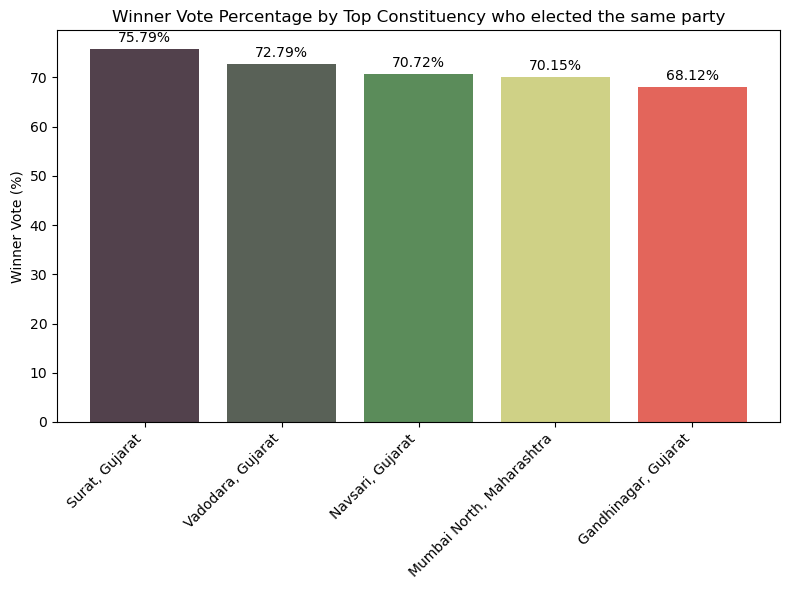 Winner Vote Percentage by Top Constituency who elected the same party
75.79%
72.79%
70.72%
70.15%
68.12%
Winner Vote (%)
70
60
50
40
30
20
10
0
Surat, Gujarat
Vadodara, Gujarat
Navsari, Gujarat
Mumbai North, Maharashtra
Gandhinagar, Gujarat